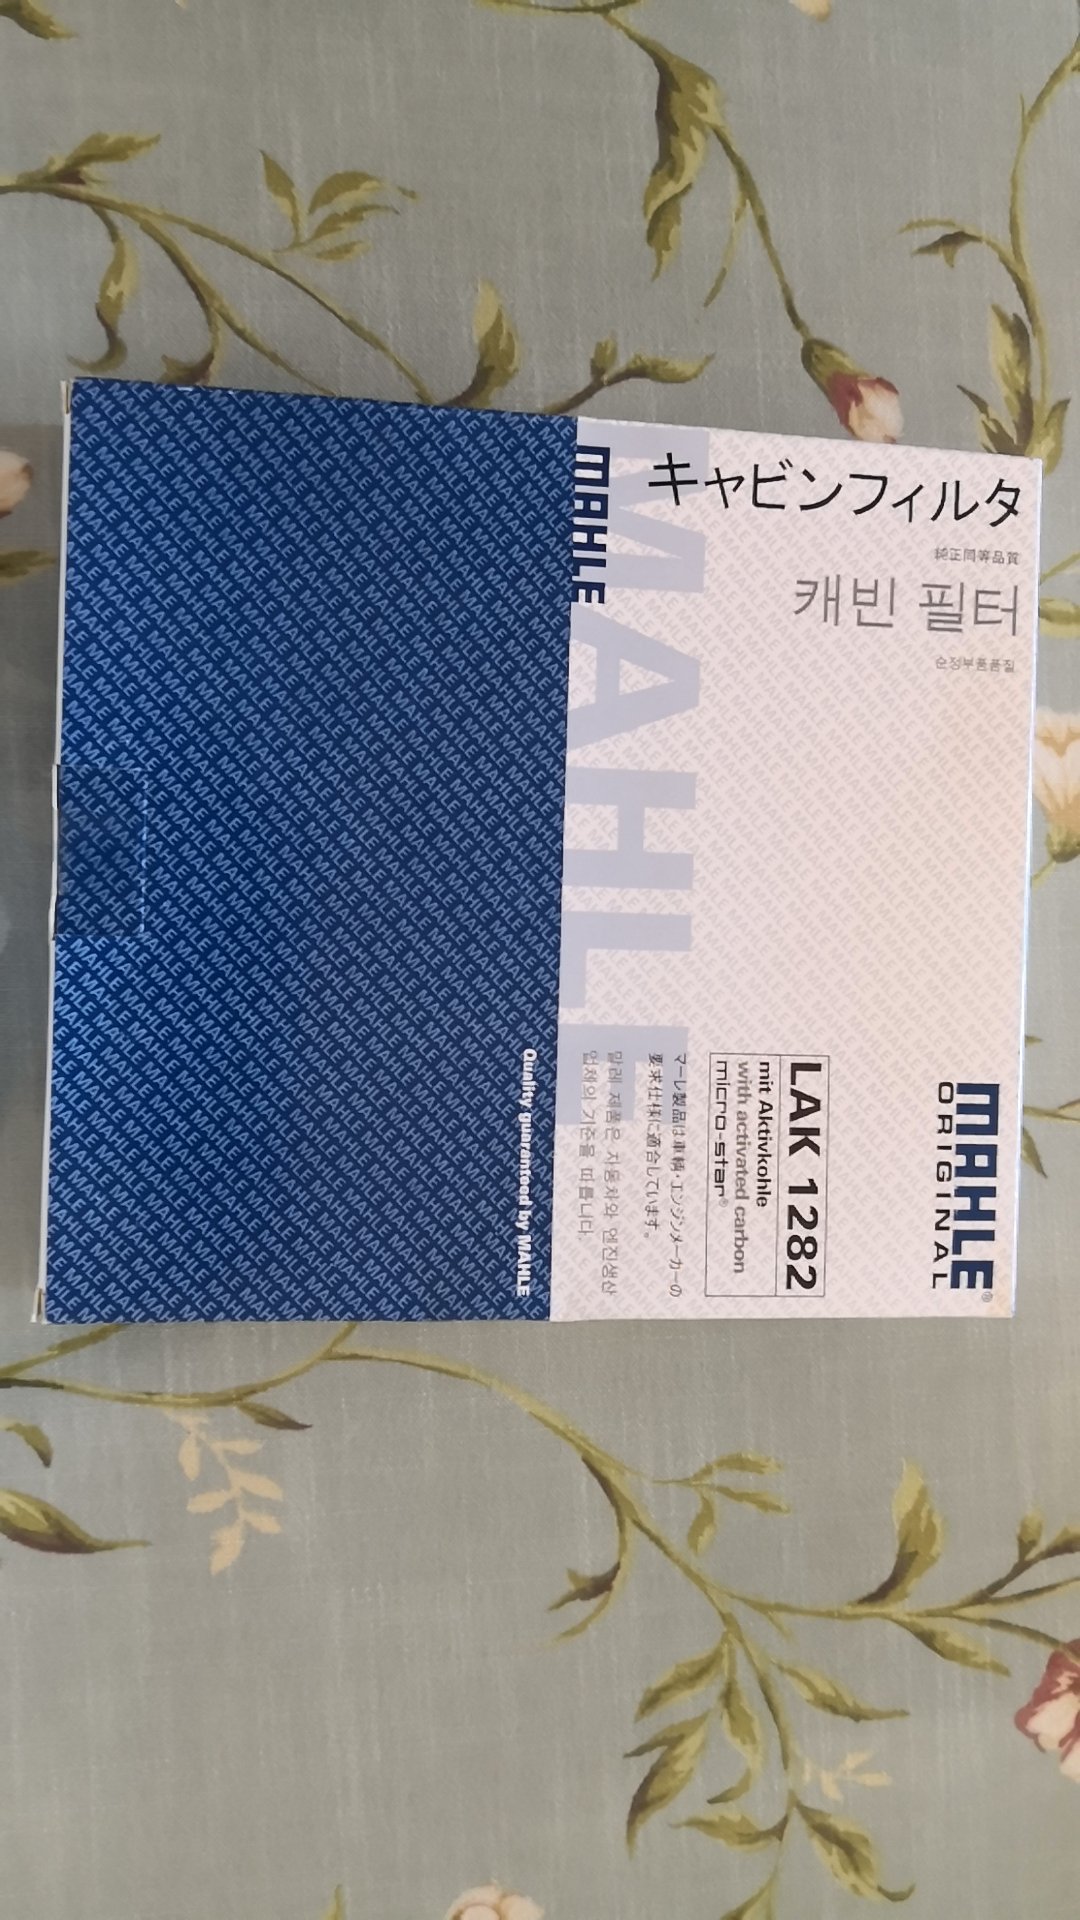 キャビンフィルタ
純正同等品質
캐빈 필터
순정부품품질
MAHLE
MAHLE
MAHLE
ORIGINAL
LAK 1282
mit Aktivkohle
with activated carbon
micro-star®
マーレ製品は車輌・エンジンメーカーの
要求仕様に適合しています。
말레 제품은 자동차와 엔진생산
업체의 기준을 따릅니다.
Quality guaranteed by MAHLE